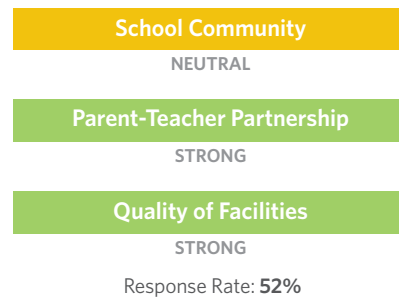 School Community
NEUTRAL
Parent-Teacher Partnership
STRONG
Quality of Facilities
STRONG
Response Rate: 52%